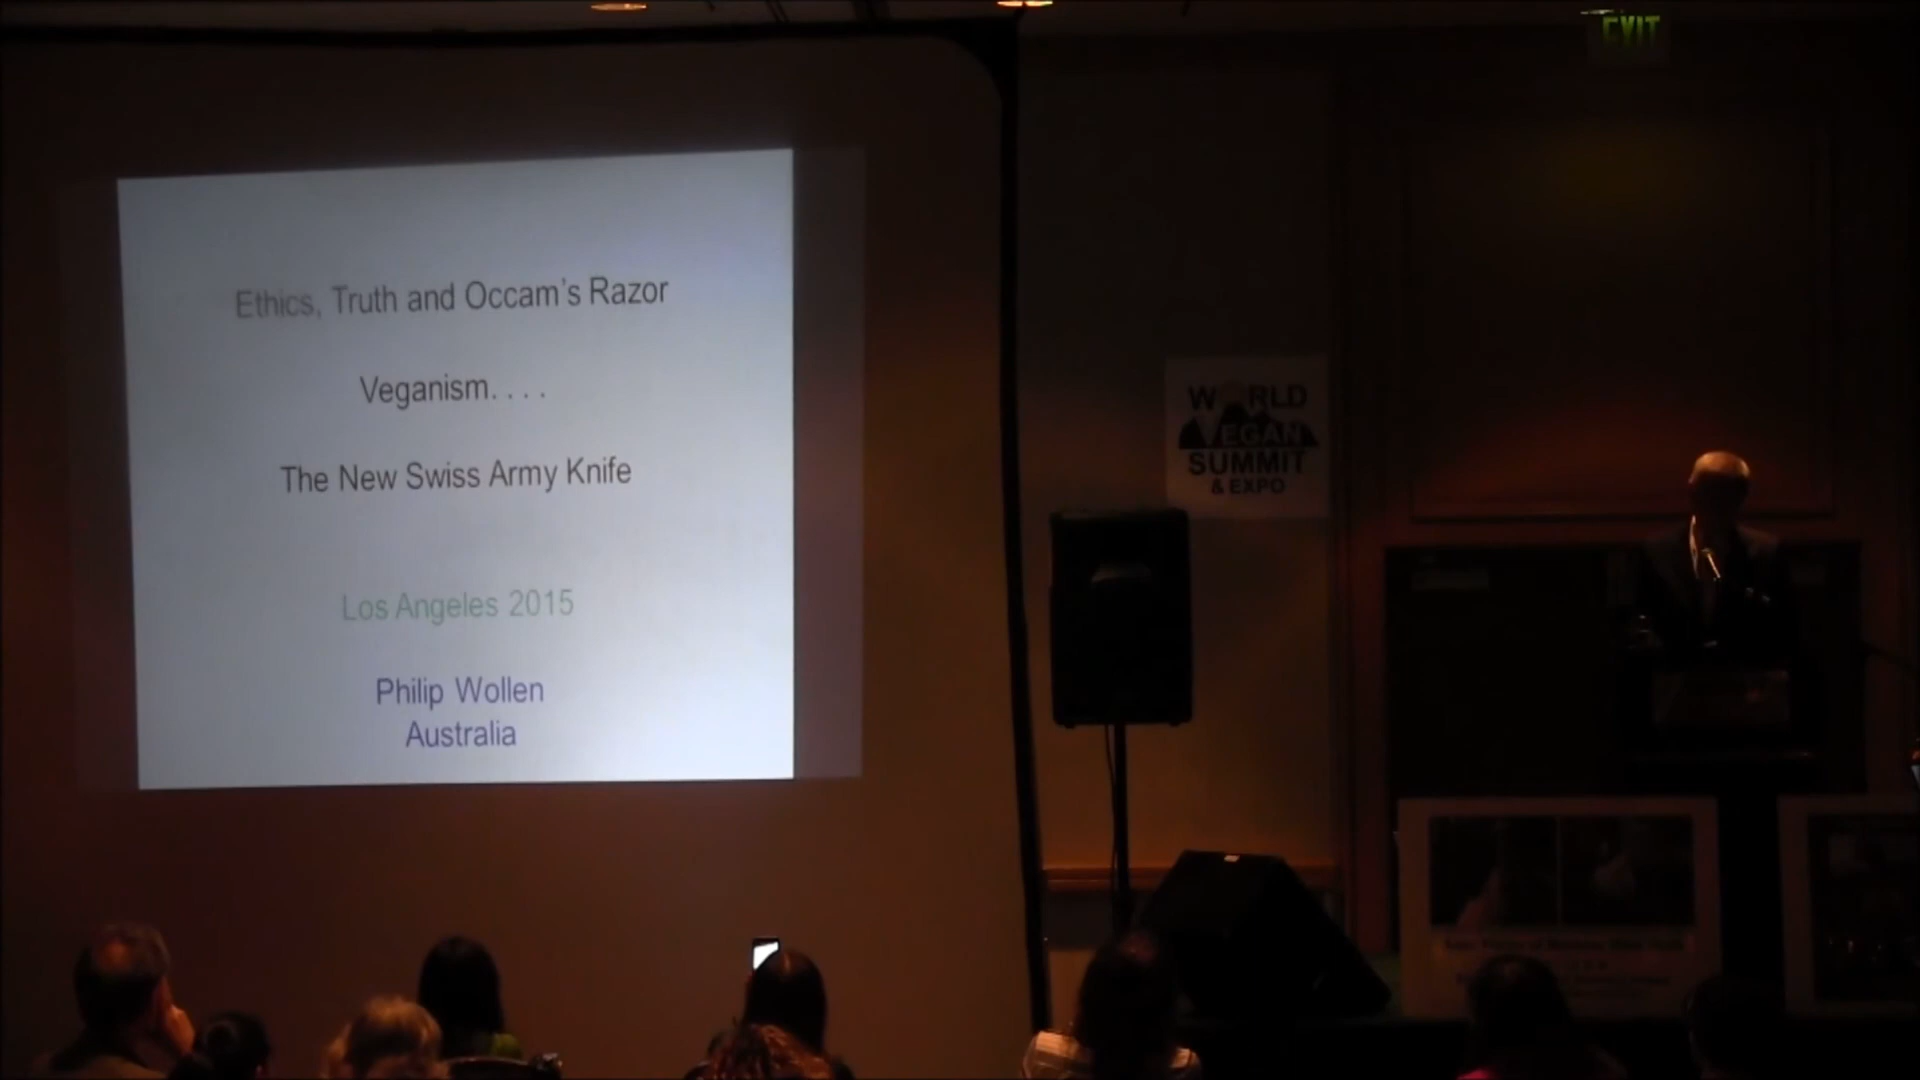 Ethics, Truth and Occam's Razor
Veganism. . . .
The New Swiss Army Knife
Los Angeles 2015
Philip Wollen
Australia
EXIT
WORLD
VEGAN
SUMMIT
& EXPO